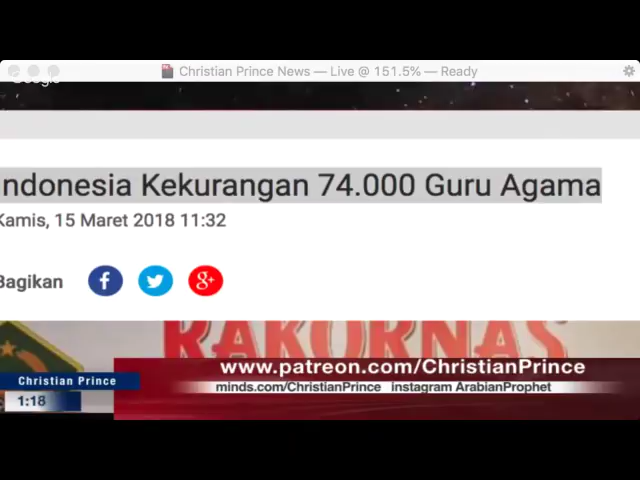 Christian Prince News — Live @ 151.5% — Ready
Google
ndonesia Kekurangan 74.000 Guru Agama
Kamis, 15 Maret 2018 11:32
Bagikan
f
g+
RAKORNAS
www.patreon.com/ChristianPrince
Christian Prince
minds.com/ChristianPrince instagram ArabianProphet
1:18